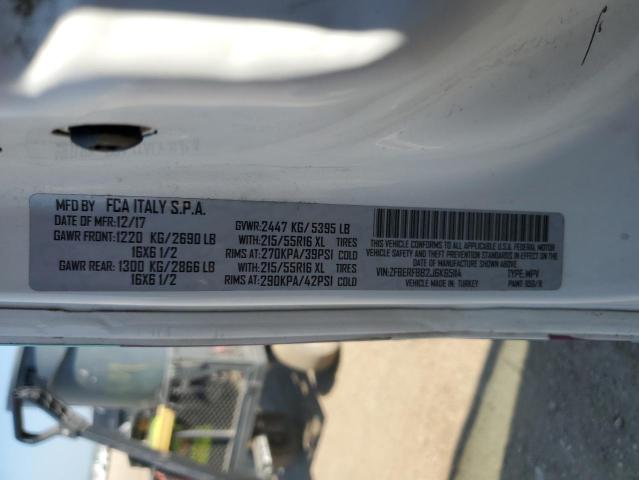 MFD BY FCA ITALY S.P.A.
DATE OF MFR:12/17
GAWR FRONT:1220 KG/2690 LB
16X6 1/2
GAWR REAR:1300 KG/2866 LB
16X6 1/2
GVWR:2447 KG/5395 LB
WITH:215/55R16 XL TIRES
RIMS AT:270KPA/39PSI COLD
WITH:215/55R16 XL TIRES
RIMS AT:290KPA/42PSI COLD
THIS VEHICLE CONFORMS TO ALL APPLICABLE U.S.A. FEDERAL MOTOR
VEHICLE SAFETY AND THEFT PREVENTION STANDARDS IN EFFECT
ON THE DATE OF MANUFACTURE SHOWN ABOVE.
VIN:ZFBERFBB2J6K65114 TYPE:MPV
VEHICLE MADE IN: TURKEY PAINT: